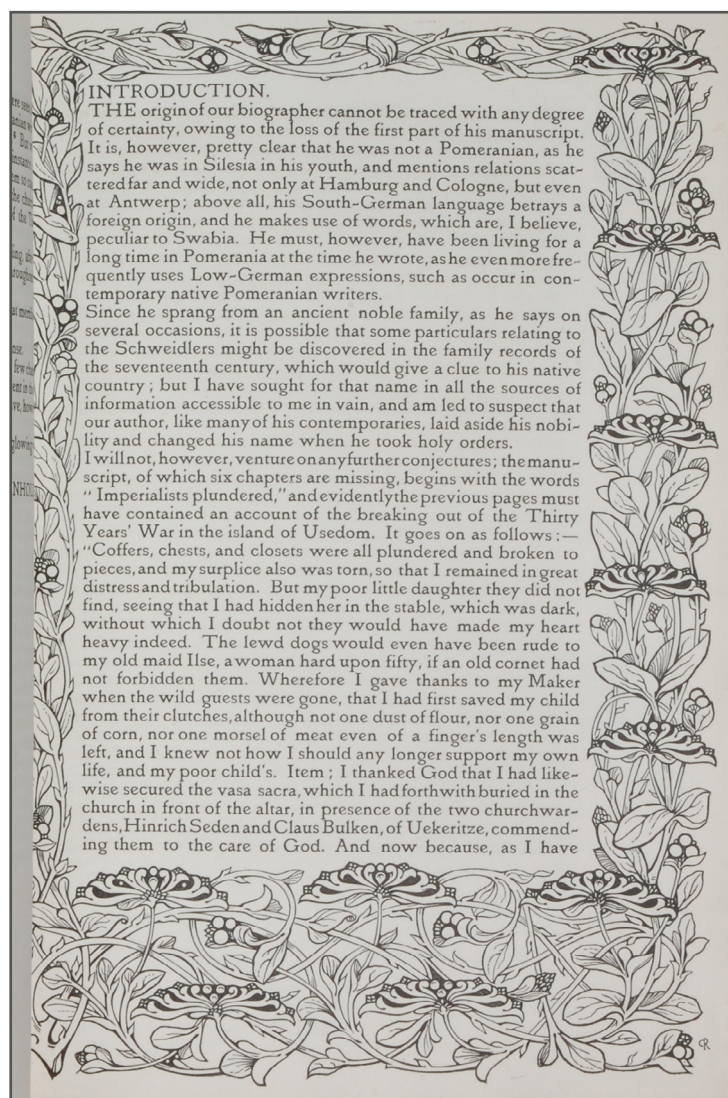 INTRODUCTION.
THE origin of our biographer cannot be traced with any degree
of certainty, owing to the loss of the first part of his manuscript.
It is, however, pretty clear that he was not a Pomeranian, as he
says he was in Silesia in his youth, and mentions relations scat-
tered far and wide, not only at Hamburg and Cologne, but even
at Antwerp; above all, his South-German language betrays a
foreign origin, and he makes use of words, which are, I believe,
peculiar to Swabia. He must, however, have been living for a
long time in Pomerania at the time he wrote, as he even more fre-
quently uses Low-German expressions, such as occur in con-
temporary native Pomeranian writers.
Since he sprang from an ancient noble family, as he says on
several occasions, it is possible that some particulars relating to
the Schweidlers might be discovered in the family records of
the seventeenth century, which would give a clue to his native
country; but I have sought for that name in all the sources of
information accessible to me in vain, and am led to suspect that
our author, like many of his contemporaries, laid aside his nobi-
lity and changed his name when he took holy orders.
I will not, however, venture on any further conjectures; the manu-
script, of which six chapters are missing, begins with the words
"Imperialists plundered," and evidently the previous pages must
have contained an account of the breaking out of the Thirty
Years' War in the island of Usedom. It goes on as follows:—
"Coffers, chests, and closets were all plundered and broken to
pieces, and my surplice also was torn, so that I remained in great
distress and tribulation. But my poor little daughter they did not
find, seeing that I had hidden her in the stable, which was dark,
without which I doubt not they would have made my heart
heavy indeed. The lewd dogs would even have been rude to
my old maid Ilse, a woman hard upon fifty, if an old cornet had
not forbidden them. Wherefore I gave thanks to my Maker
when the wild guests were gone, that I had first saved my child
from their clutches, although not one dust of flour, nor one grain
of corn, nor one morsel of meat even of a finger's length was
left, and I knew not how I should any longer support my own
life, and my poor child's. Item; I thanked God that I had like-
wise secured the vasa sacra, which I had forthwith buried in the
church in front of the altar, in presence of the two churchwar-
dens, Hinrich Seden and Claus Bulken, of Uekeritze, commend-
ing them to the care of God. And now because, as I have
CR